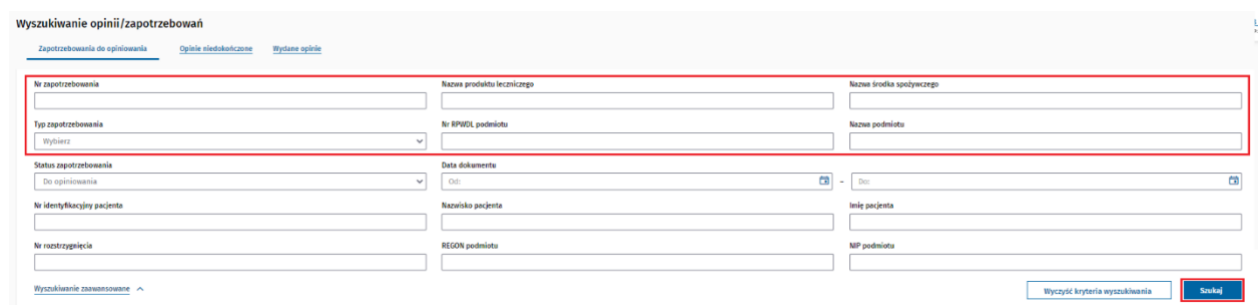 Wyszukiwanie opinii/zapotrzebowań
Zapotrzebowania do opiniowania Opinie niedokończone Wydane opinie
Nr zapotrzebowania Nazwa produktu leczniczego Nazwa środka spożywczego
Typ zapotrzebowania Nr RPWDL podmiotu Nazwa podmiotu
Wybierz
Status zapotrzebowania Data dokumentu
Do opiniowania Od: – Do:
Nr identyfikacyjny pacjenta Nazwisko pacjenta Imię pacjenta
Nr rozstrzygnięcia REGON podmiotu NIP podmiotu
Wyszukiwanie zaawansowane Wyczyść kryteria wyszukiwania Szukaj